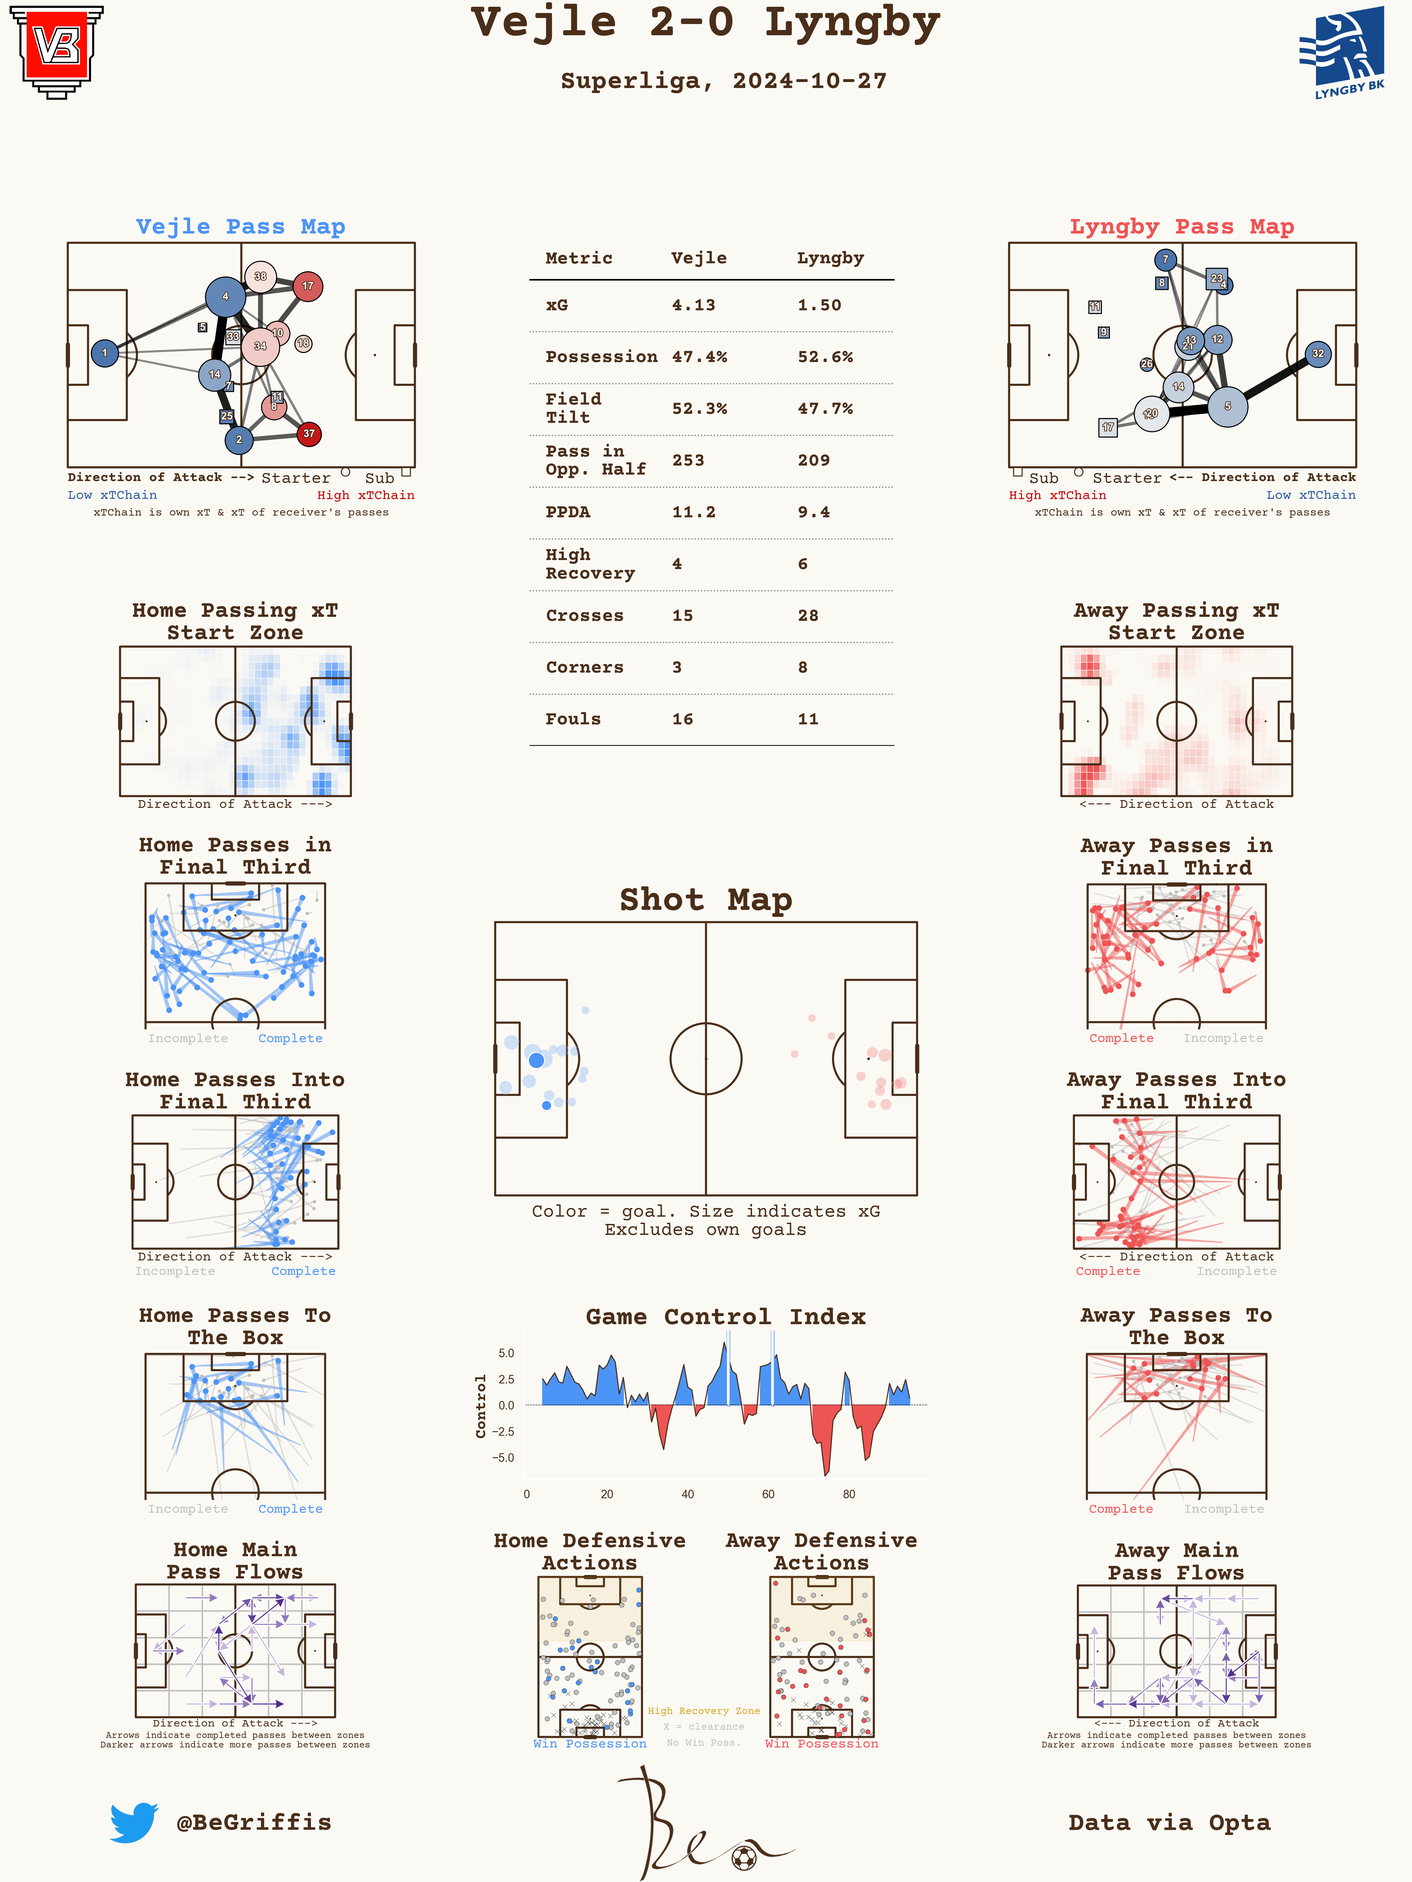 VB
Vejle 2-0 Lyngby
Superliga, 2024-10-27
LYNGBY BK
Vejle Pass Map
38
17
4
5
33
10
18
34
1
14
7
11
8
25
2
37
Direction of Attack --> Starter Sub
Low xTChain High xTChain
xTChain is own xT & xT of receiver's passes
Metric Vejle Lyngby
xG 4.13 1.50
Possession 47.4% 52.6%
Field
Tilt 52.3% 47.7%
Pass in
Opp. Half 253 209
PPDA 11.2 9.4
High
Recovery 4 6
Crosses 15 28
Corners 3 8
Fouls 16 11
Lyngby Pass Map
7
23
8
4
11
9
13
21
12
26
32
14
20
5
17
Sub Starter <-- Direction of Attack
High xTChain Low xTChain
xTChain is own xT & xT of receiver's passes
Home Passing xT
Start Zone
Direction of Attack --->
Away Passing xT
Start Zone
<--- Direction of Attack
Home Passes in
Final Third
Incomplete Complete
Away Passes in
Final Third
Complete Incomplete
Shot Map
Color = goal. Size indicates xG
Excludes own goals
Home Passes Into
Final Third
Direction of Attack --->
Incomplete Complete
Away Passes Into
Final Third
<--- Direction of Attack
Complete Incomplete
Home Passes To
The Box
Incomplete Complete
Game Control Index
Control
5.0
2.5
0.0
−2.5
−5.0
0 20 40 60 80
Away Passes To
The Box
Complete Incomplete
Home Main
Pass Flows
Direction of Attack --->
Arrows indicate completed passes between zones
Darker arrows indicate more passes between zones
Home Defensive
Actions
Win Possession
Away Defensive
Actions
Win Possession
High Recovery Zone
X = clearance
No Win Poss.
Away Main
Pass Flows
<--- Direction of Attack
Arrows indicate completed passes between zones
Darker arrows indicate more passes between zones
@BeGriffis
Ben
Data via Opta